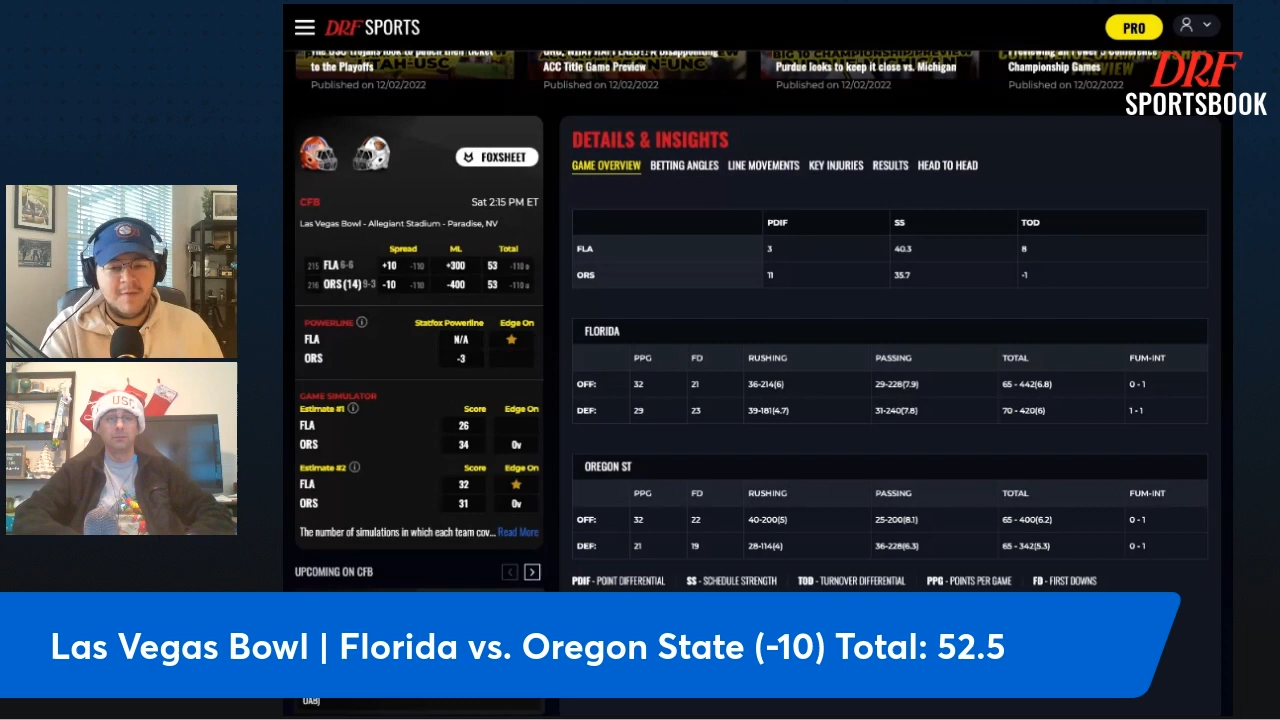 DRF SPORTS
PRO
The USC Trojans look to punch their ticket
to the Playoffs
Published on 12/02/2022
ACC Title Game Preview
Published on 12/02/2022
Purdue looks to keep it close vs. Michigan
Published on 12/02/2022
Championship Games
Published on 12/02/2022
DRF
SPORTSBOOK
FOXSHEET
CFB
Sat 2:15 PM ET
Las Vegas Bowl - Allegiant Stadium - Paradise, NV
Spread ML Total
215 FLA 6-6 +10 -110 +300 53 -110 o
216 ORS (14) 9-3 -10 -110 -400 53 -110 u
POWERLINE Statfox Powerline Edge On
FLA N/A
ORS -3
GAME SIMULATOR
Estimate #1 Score Edge On
FLA 26
ORS 34 Ov
Estimate #2 Score Edge On
FLA 32
ORS 31 Ov
The number of simulations in which each team cov... Read More
UPCOMING ON CFB
DETAILS & INSIGHTS
GAME OVERVIEW BETTING ANGLES LINE MOVEMENTS KEY INJURIES RESULTS HEAD TO HEAD
PDIF SS TOD
FLA 3 40.3 8
ORS 11 35.7 -1
FLORIDA
PPG FD RUSHING PASSING TOTAL FUM-INT
OFF: 32 21 36-214(6) 29-228(7.9) 65 - 442(6.8) 0 - 1
DEF: 29 23 39-181(4.7) 31-240(7.8) 70 - 420(6) 1 - 1
OREGON ST
PPG FD RUSHING PASSING TOTAL FUM-INT
OFF: 32 22 40-200(5) 25-200(8.1) 65 - 400(6.2) 0 - 1
DEF: 21 19 28-114(4) 36-228(6.3) 65 - 342(5.3) 0 - 1
PDIF - POINT DIFFERENTIAL SS - SCHEDULE STRENGTH TOD - TURNOVER DIFFERENTIAL PPG - POINTS PER GAME FD - FIRST DOWNS
USC
Las Vegas Bowl | Florida vs. Oregon State (-10) Total: 52.5
UAB)